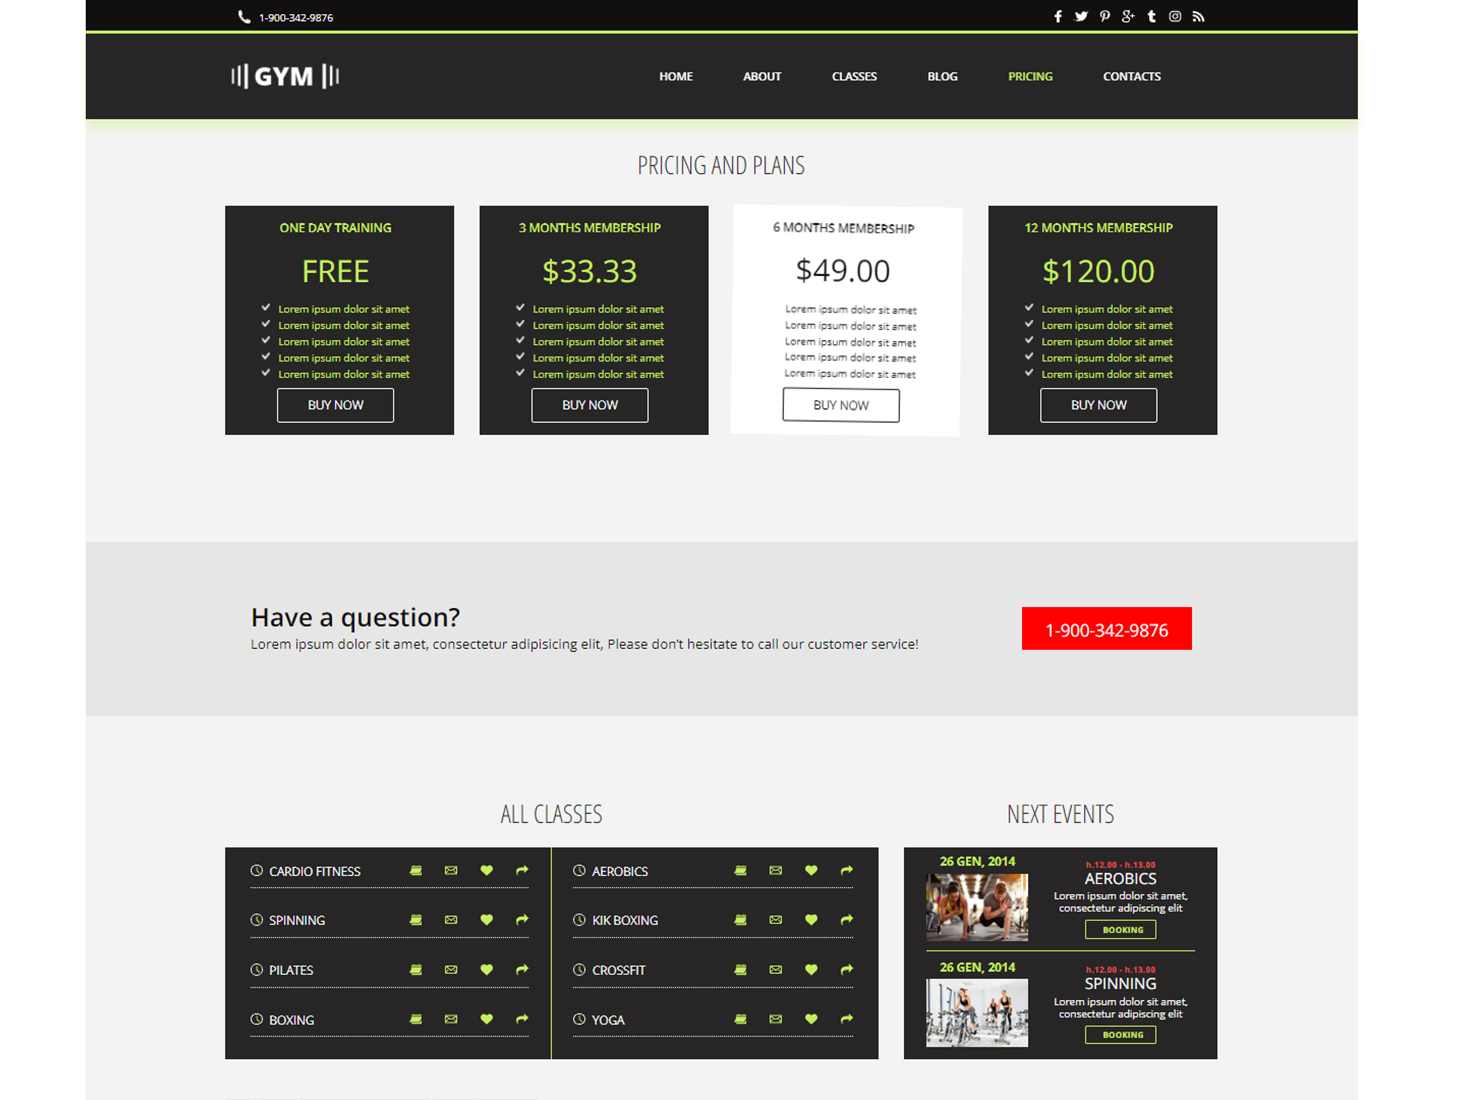 1-900-342-9876
GYM
HOME ABOUT CLASSES BLOG PRICING CONTACTS
PRICING AND PLANS
ONE DAY TRAINING
FREE
Lorem ipsum dolor sit amet
Lorem ipsum dolor sit amet
Lorem ipsum dolor sit amet
Lorem ipsum dolor sit amet
Lorem ipsum dolor sit amet
BUY NOW
3 MONTHS MEMBERSHIP
$33.33
Lorem ipsum dolor sit amet
Lorem ipsum dolor sit amet
Lorem ipsum dolor sit amet
Lorem ipsum dolor sit amet
Lorem ipsum dolor sit amet
BUY NOW
6 MONTHS MEMBERSHIP
$49.00
Lorem ipsum dolor sit amet
Lorem ipsum dolor sit amet
Lorem ipsum dolor sit amet
Lorem ipsum dolor sit amet
Lorem ipsum dolor sit amet
BUY NOW
12 MONTHS MEMBERSHIP
$120.00
Lorem ipsum dolor sit amet
Lorem ipsum dolor sit amet
Lorem ipsum dolor sit amet
Lorem ipsum dolor sit amet
Lorem ipsum dolor sit amet
BUY NOW
Have a question?
Lorem ipsum dolor sit amet, consectetur adipisicing elit, Please don’t hesitate to call our customer service!
1-900-342-9876
ALL CLASSES
CARDIO FITNESS
SPINNING
PILATES
BOXING
AEROBICS
KIK BOXING
CROSSFIT
YOGA
NEXT EVENTS
26 GEN, 2014
h.12.00 - h.13.00
AEROBICS
Lorem ipsum dolor sit amet,
consectetur adipiscing elit
BOOKING
26 GEN, 2014
h.12.00 - h.13.00
SPINNING
Lorem ipsum dolor sit amet,
consectetur adipiscing elit
BOOKING